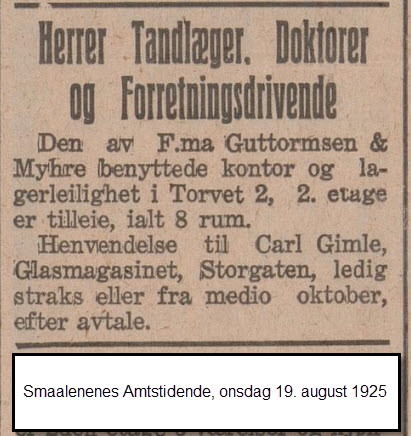 Herrer Tandlæger, Doktorer
og Forretningsdrivende
Den av F.ma Guttormsen &
Myhre benyttede kontor og la-
gerleilighet i Torvet 2, 2. etage
er tilleie, ialt 8 rum.
Henvendelse til Carl Gimle,
Glasmagasinet, Storgaten, ledig
straks eller fra medio oktober,
efter avtale.
Smaalenenes Amtstidende, onsdag 19. august 1925